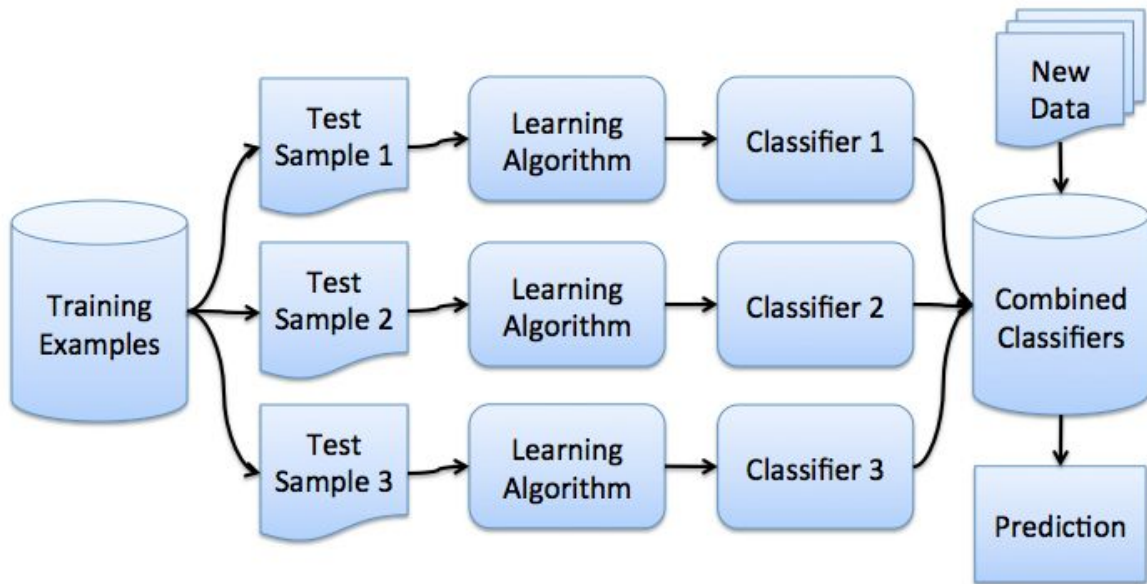 Training
Examples
Test
Sample 1
Learning
Algorithm
Classifier 1
Test
Sample 2
Learning
Algorithm
Classifier 2
Test
Sample 3
Learning
Algorithm
Classifier 3
New
Data
Combined
Classifiers
Prediction